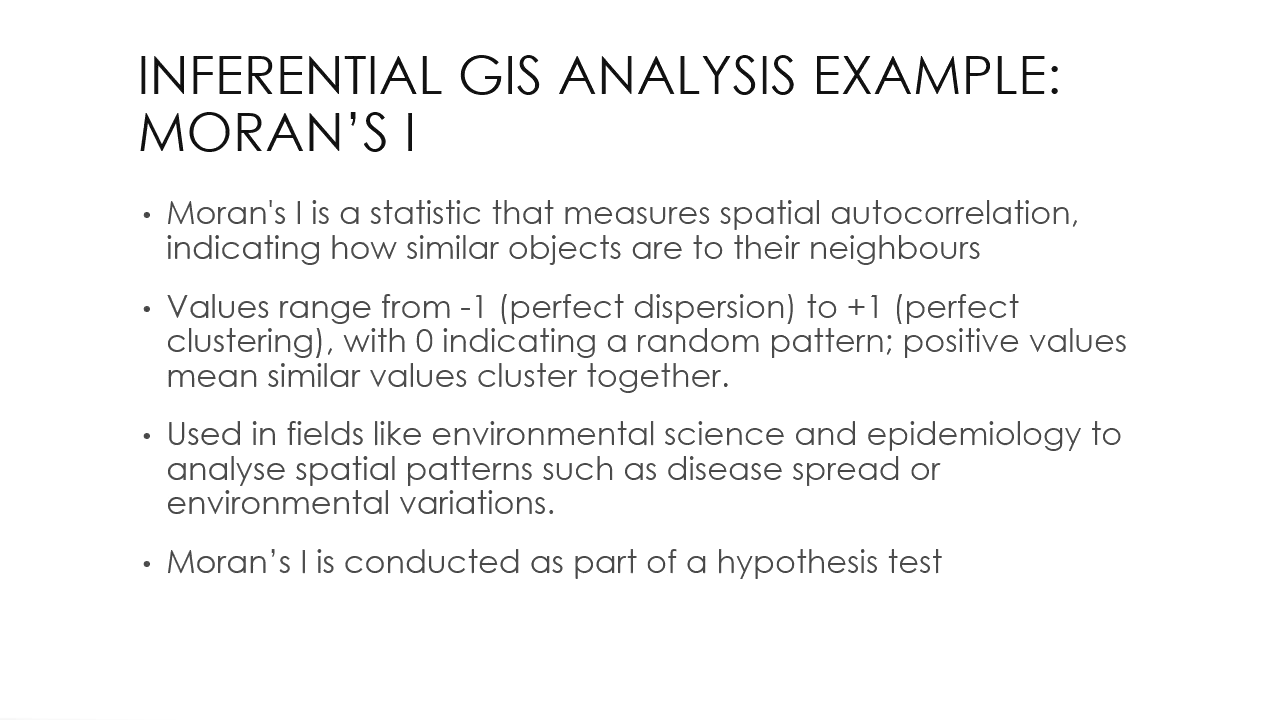 INFERENTIAL GIS ANALYSIS EXAMPLE:
MORAN’S I
• Moran's I is a statistic that measures spatial autocorrelation,
indicating how similar objects are to their neighbours
• Values range from -1 (perfect dispersion) to +1 (perfect
clustering), with 0 indicating a random pattern; positive values
mean similar values cluster together.
• Used in fields like environmental science and epidemiology to
analyse spatial patterns such as disease spread or
environmental variations.
• Moran’s I is conducted as part of a hypothesis test